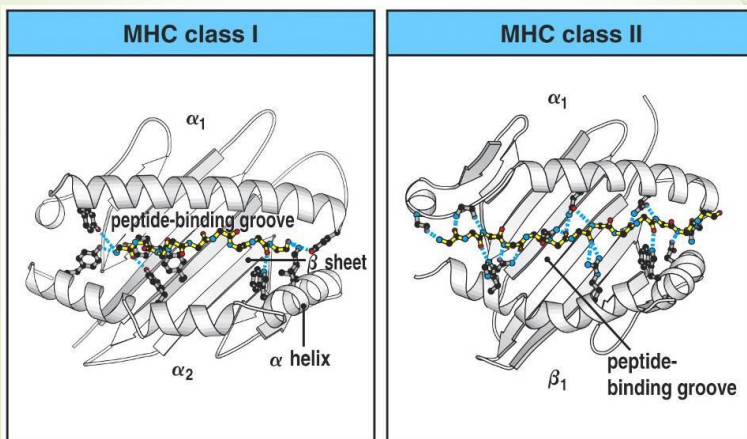 MHC class I
α1
peptide-binding groove
β sheet
α helix
α2
MHC class II
α1
β1
peptide-
binding groove